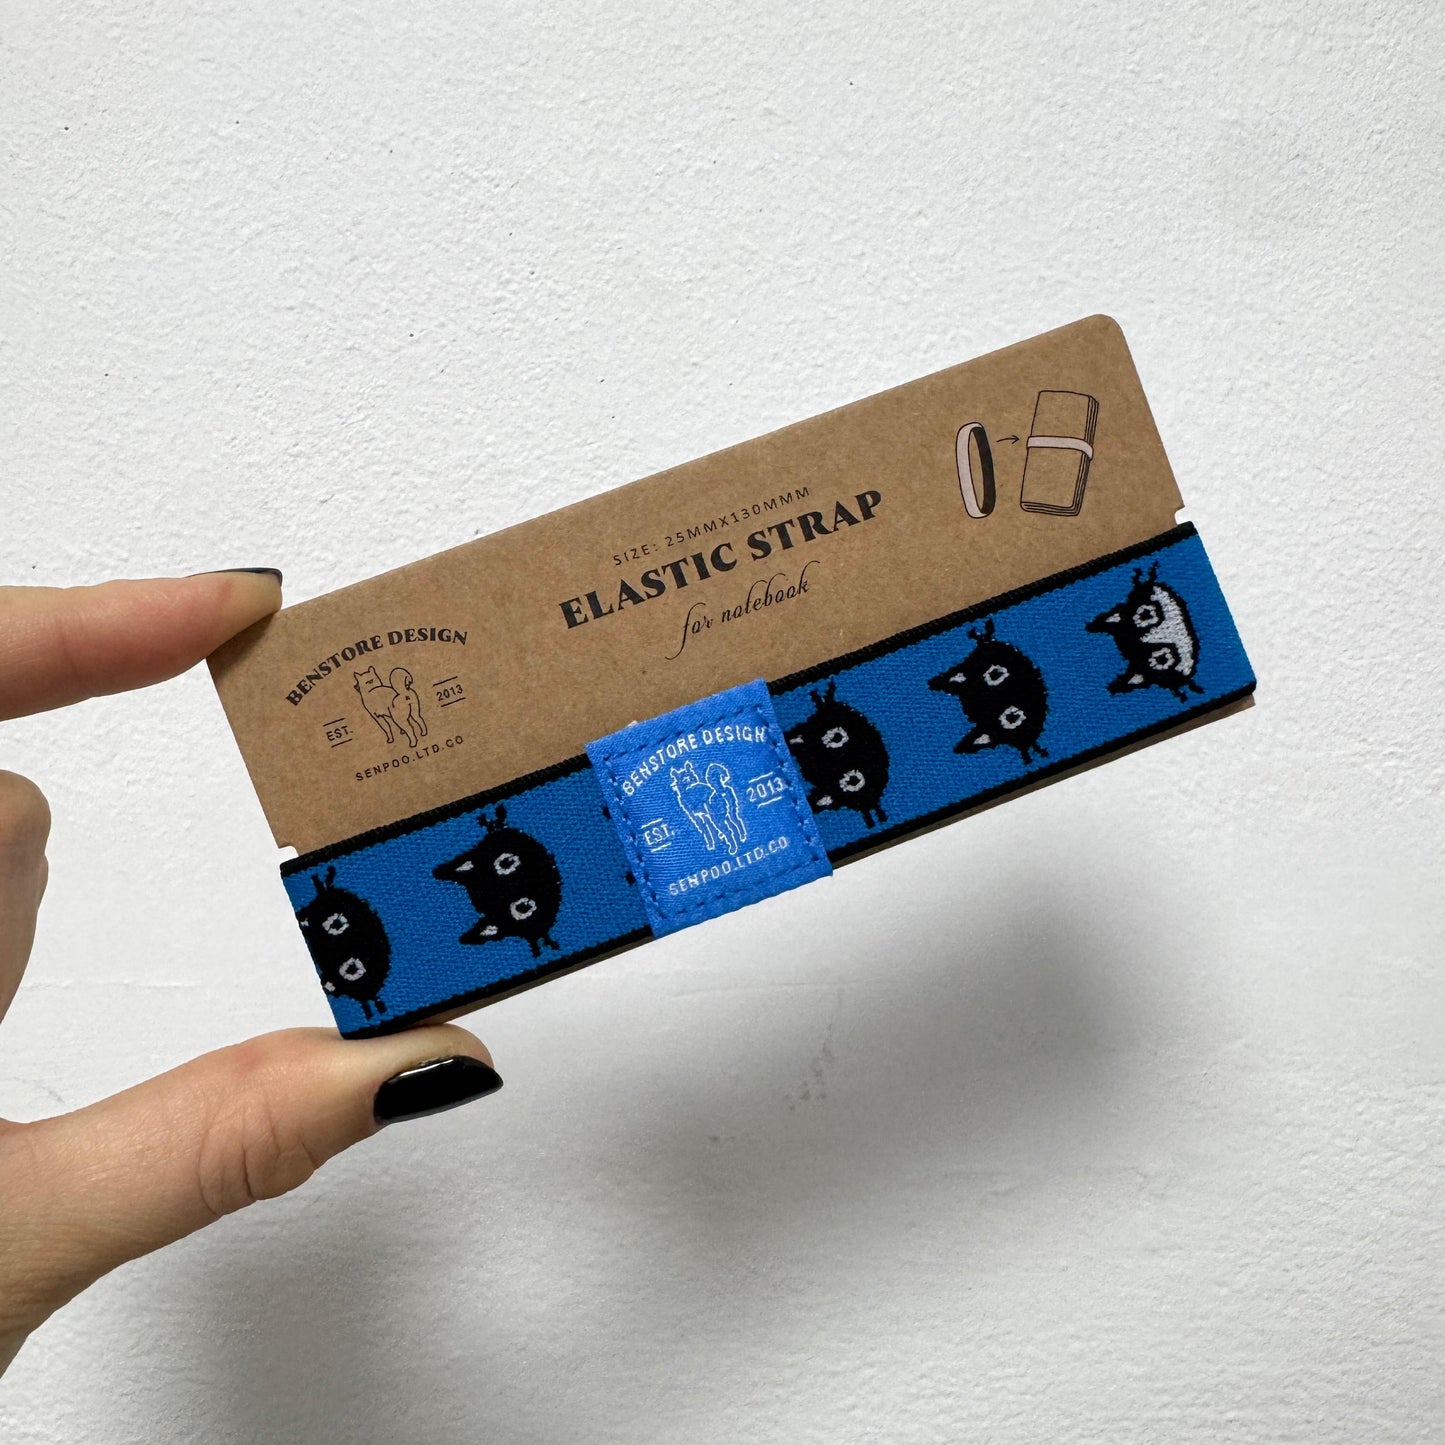 SIZE: 25MMX130MMM
ELASTIC STRAP
for notebook
BENSTORE DESIGN
EST. 2013
SENPOO.LTD.CO
BENSTORE DESIGN
EST. 2013
SENPOO.LTD.CO